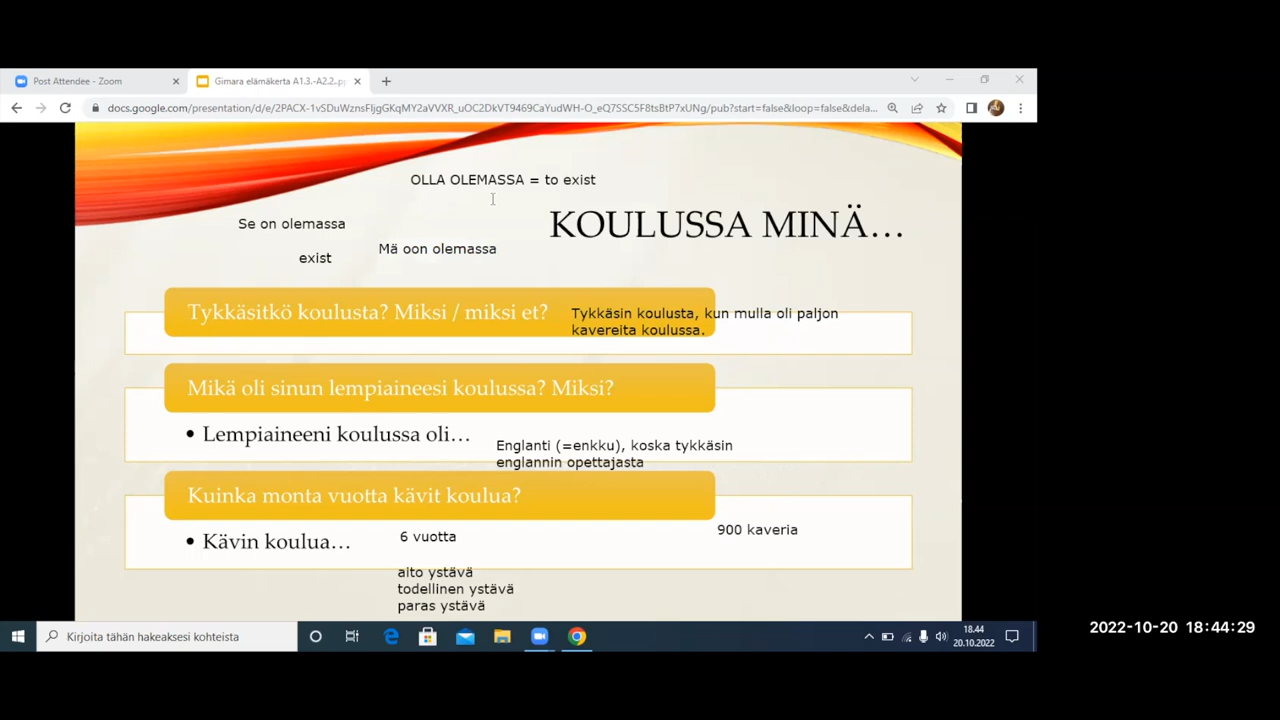 Post Attendee - Zoom
Gimara elämäkerta A1.3.-A2.2..pp
docs.google.com/presentation/d/e/2PACX-1vSDuWznsFIjgGKqMY2aVVXR_uOC2DkVT9469CaYudWH-O_eQ7SSC5F8tsBtP7xUNg/pub?start=false&loop=false&dela...
OLLA OLEMASSA = to exist
Se on olemassa
KOULUSSA MINÄ...
Mä oon olemassa
exist
Tykkäsitkö koulusta? Miksi / miksi et?
Tykkäsin koulusta, kun mulla oli paljon
kavereita koulussa.
Mikä oli sinun lempiaineesi koulussa? Miksi?
• Lempiaineeni koulussa oli...
Englanti (=enkku), koska tykkäsin
englannin opettajasta
Kuinka monta vuotta kävit koulua?
900 kaveria
• Kävin koulua...
6 vuotta
aito ystävä
todellinen ystävä
paras ystävä
Kirjoita tähän hakeaksesi kohteista
18.44
20.10.2022
2022-10-20 18:44:29